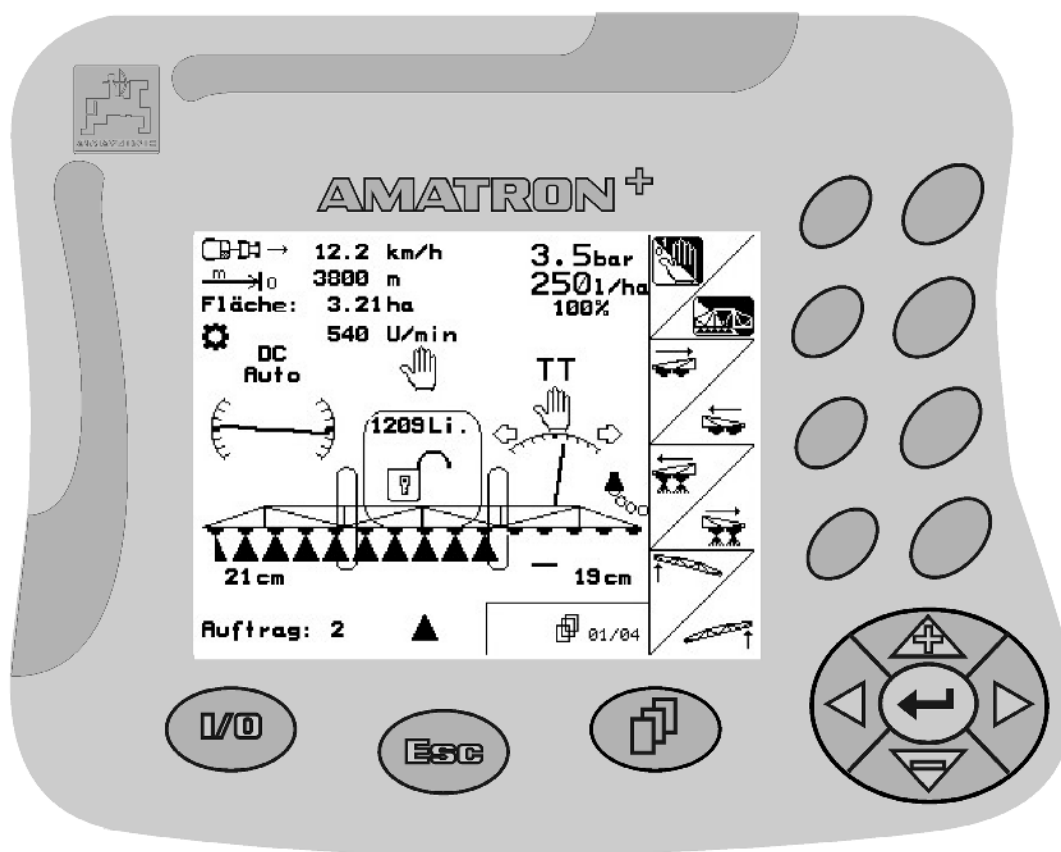 AMATRON+
12.2 km/h
3.5bar
m
3800 m
250l/ha
Fläche: 3.21ha
100%
540 U/min
DC
Auto
TT
1209Li.
21cm
19cm
Auftrag: 2
01/04
I/O
Esc